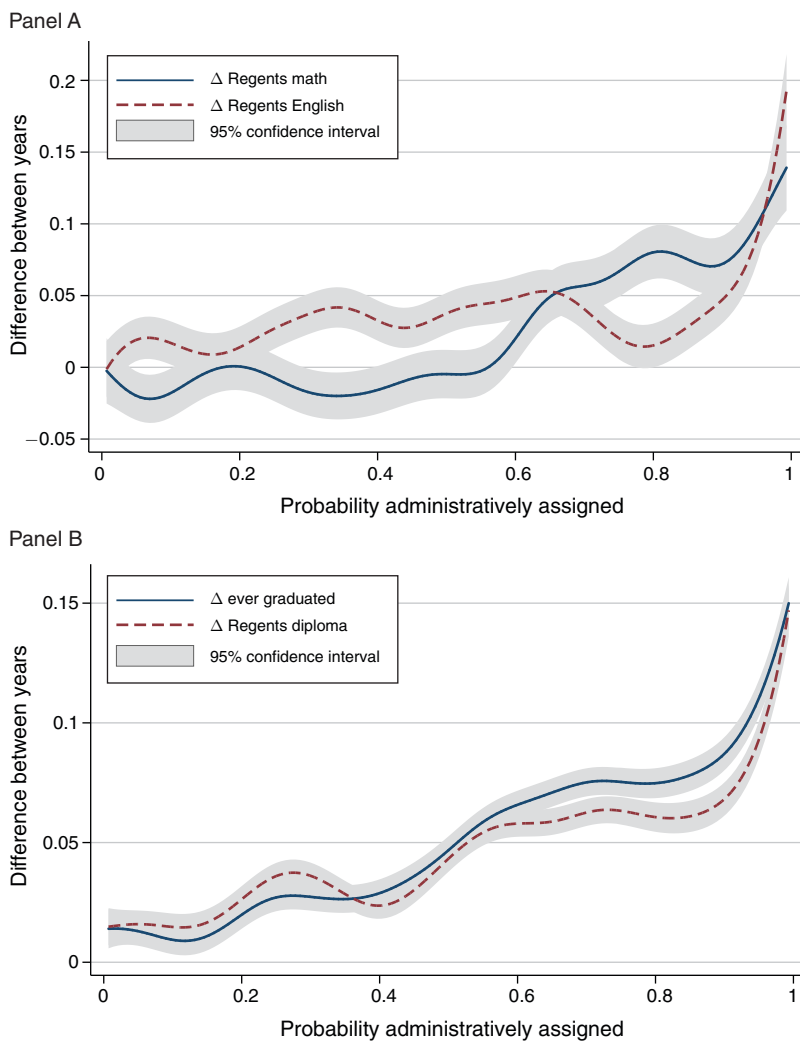 Panel A
Δ Regents math
Δ Regents English
95% confidence interval
Difference between years
0.2
0.15
0.1
0.05
0
−0.05
0 0.2 0.4 0.6 0.8 1
Probability administratively assigned
Panel B
Δ ever graduated
Δ Regents diploma
95% confidence interval
Difference between years
0.15
0.1
0.05
0
0 0.2 0.4 0.6 0.8 1
Probability administratively assigned